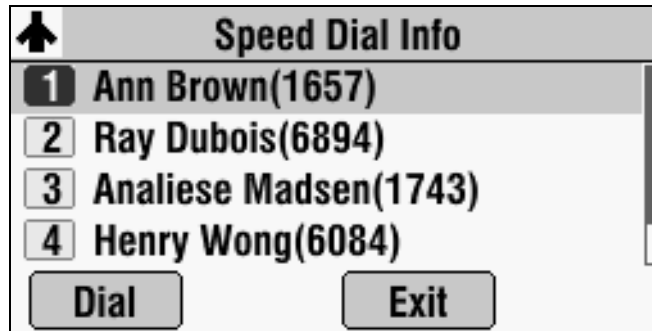 Speed Dial Info
1 Ann Brown(1657)
2 Ray Dubois(6894)
3 Analiese Madsen(1743)
4 Henry Wong(6084)
Dial Exit